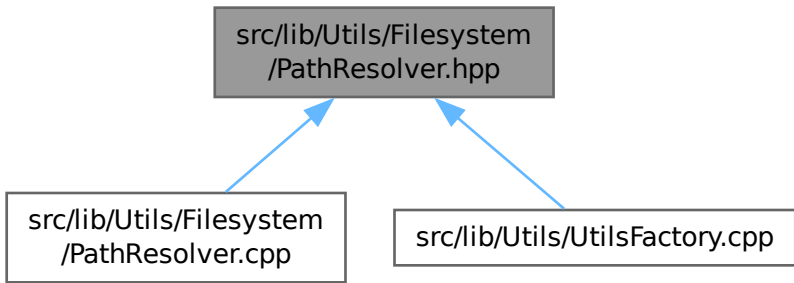 src/lib/Utils/Filesystem
/PathResolver.hpp
src/lib/Utils/Filesystem
/PathResolver.cpp
src/lib/Utils/UtilsFactory.cpp